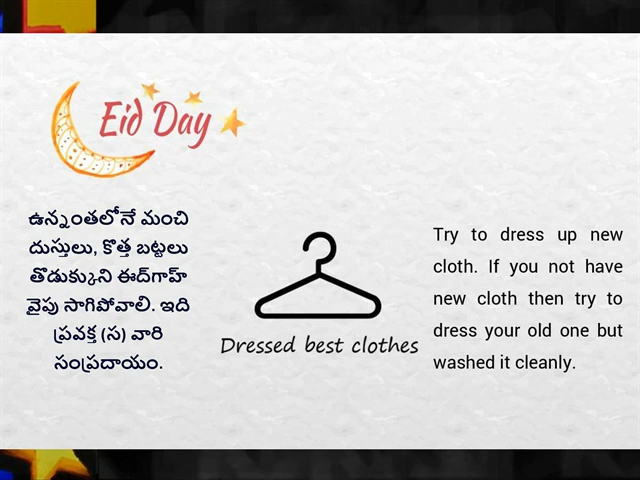 Eid Day
ఉన్నంతలోనే మంచి
దుస్తులు, కొత్త బట్టలు
తొడుక్కుని ఈద్‌గాహ్
వైపు సాగిపోవాలి. ఇది
ప్రవక్త (స) వారి
సంప్రదాయం.
Dressed best clothes
Try to dress up new
cloth. If you not have
new cloth then try to
dress your old one but
washed it cleanly.